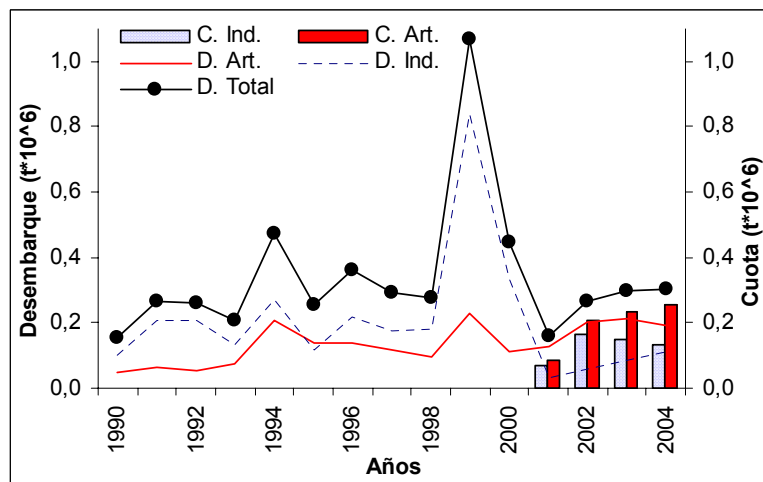 C. Ind.
C. Art.
D. Art.
D. Ind.
D. Total
Desembarque (t*10^6)
1,0
0,8
0,6
0,4
0,2
0,0
Cuota (t*10^6)
1,0
0,8
0,6
0,4
0,2
0,0
1990
1992
1994
1996
1998
2000
2002
2004
Años